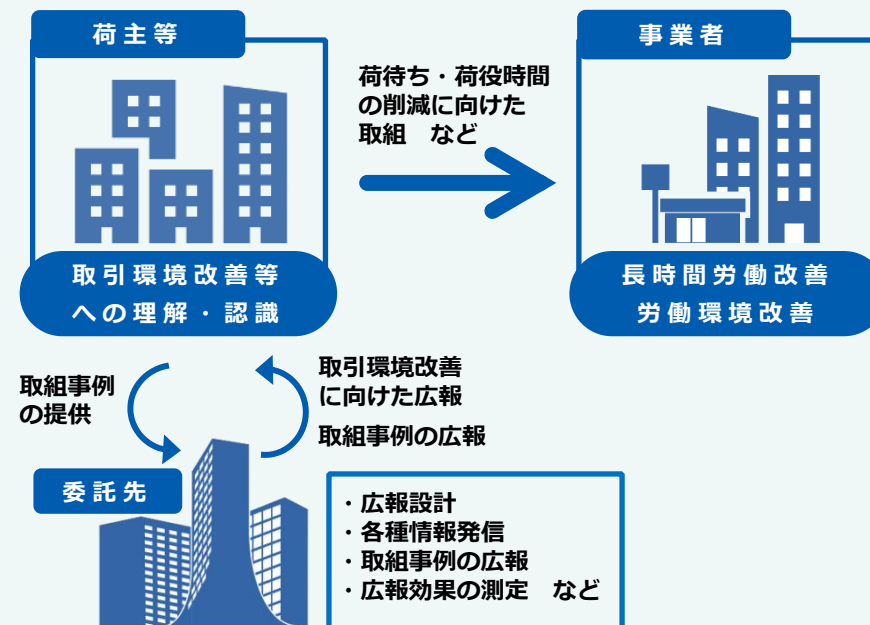 荷主等
事業者
荷待ち・荷役時間
の削減に向けた
取組　など
取引環境改善等
への理解・認識
長時間労働改善
労働環境改善
取組事例
の提供
取引環境改善
に向けた広報
取組事例の広報
委託先
・広報設計
・各種情報発信
・取組事例の広報
・広報効果の測定　など